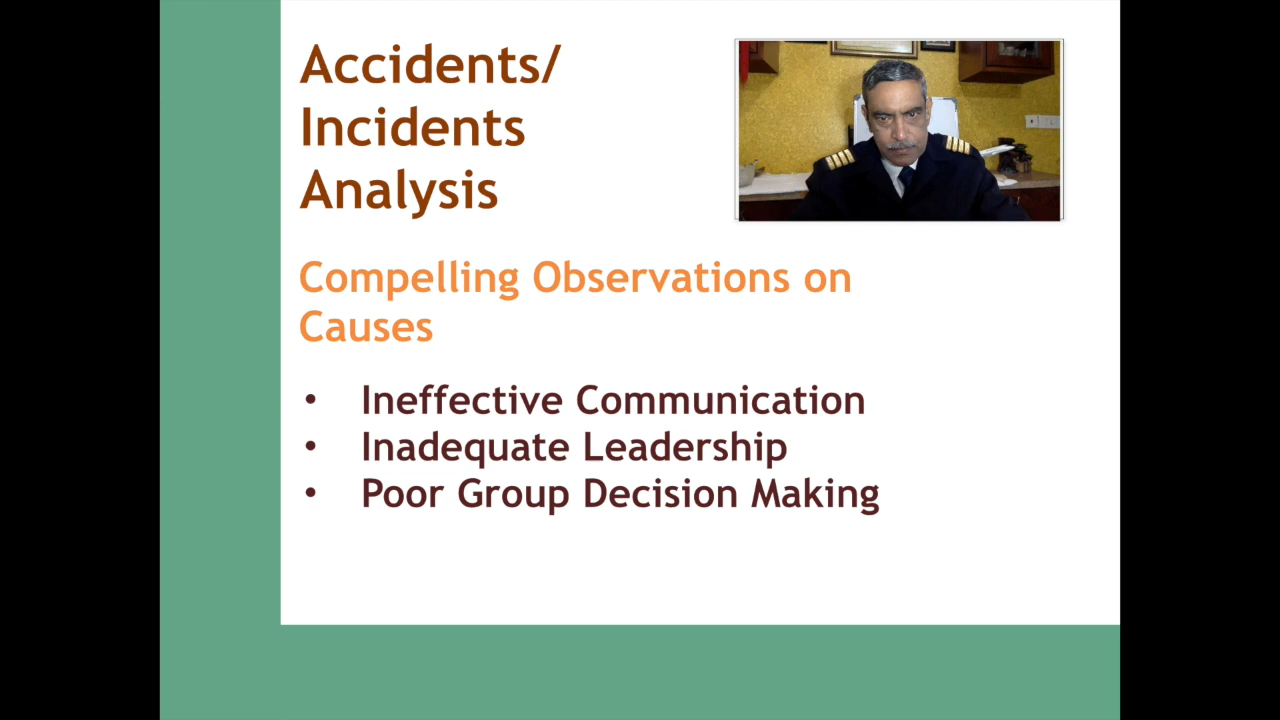 Accidents/
Incidents
Analysis
Compelling Observations on
Causes
• Ineffective Communication
• Inadequate Leadership
• Poor Group Decision Making